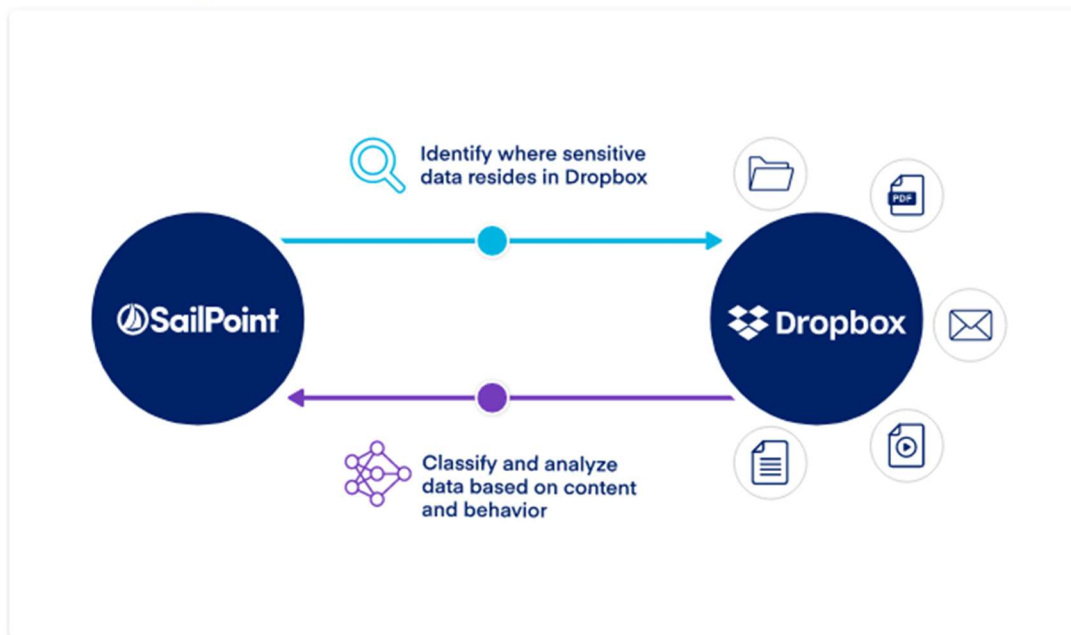 Identify where sensitive
data resides in Dropbox
PDF
SailPoint
Dropbox
Classify and analyze
data based on content
and behavior